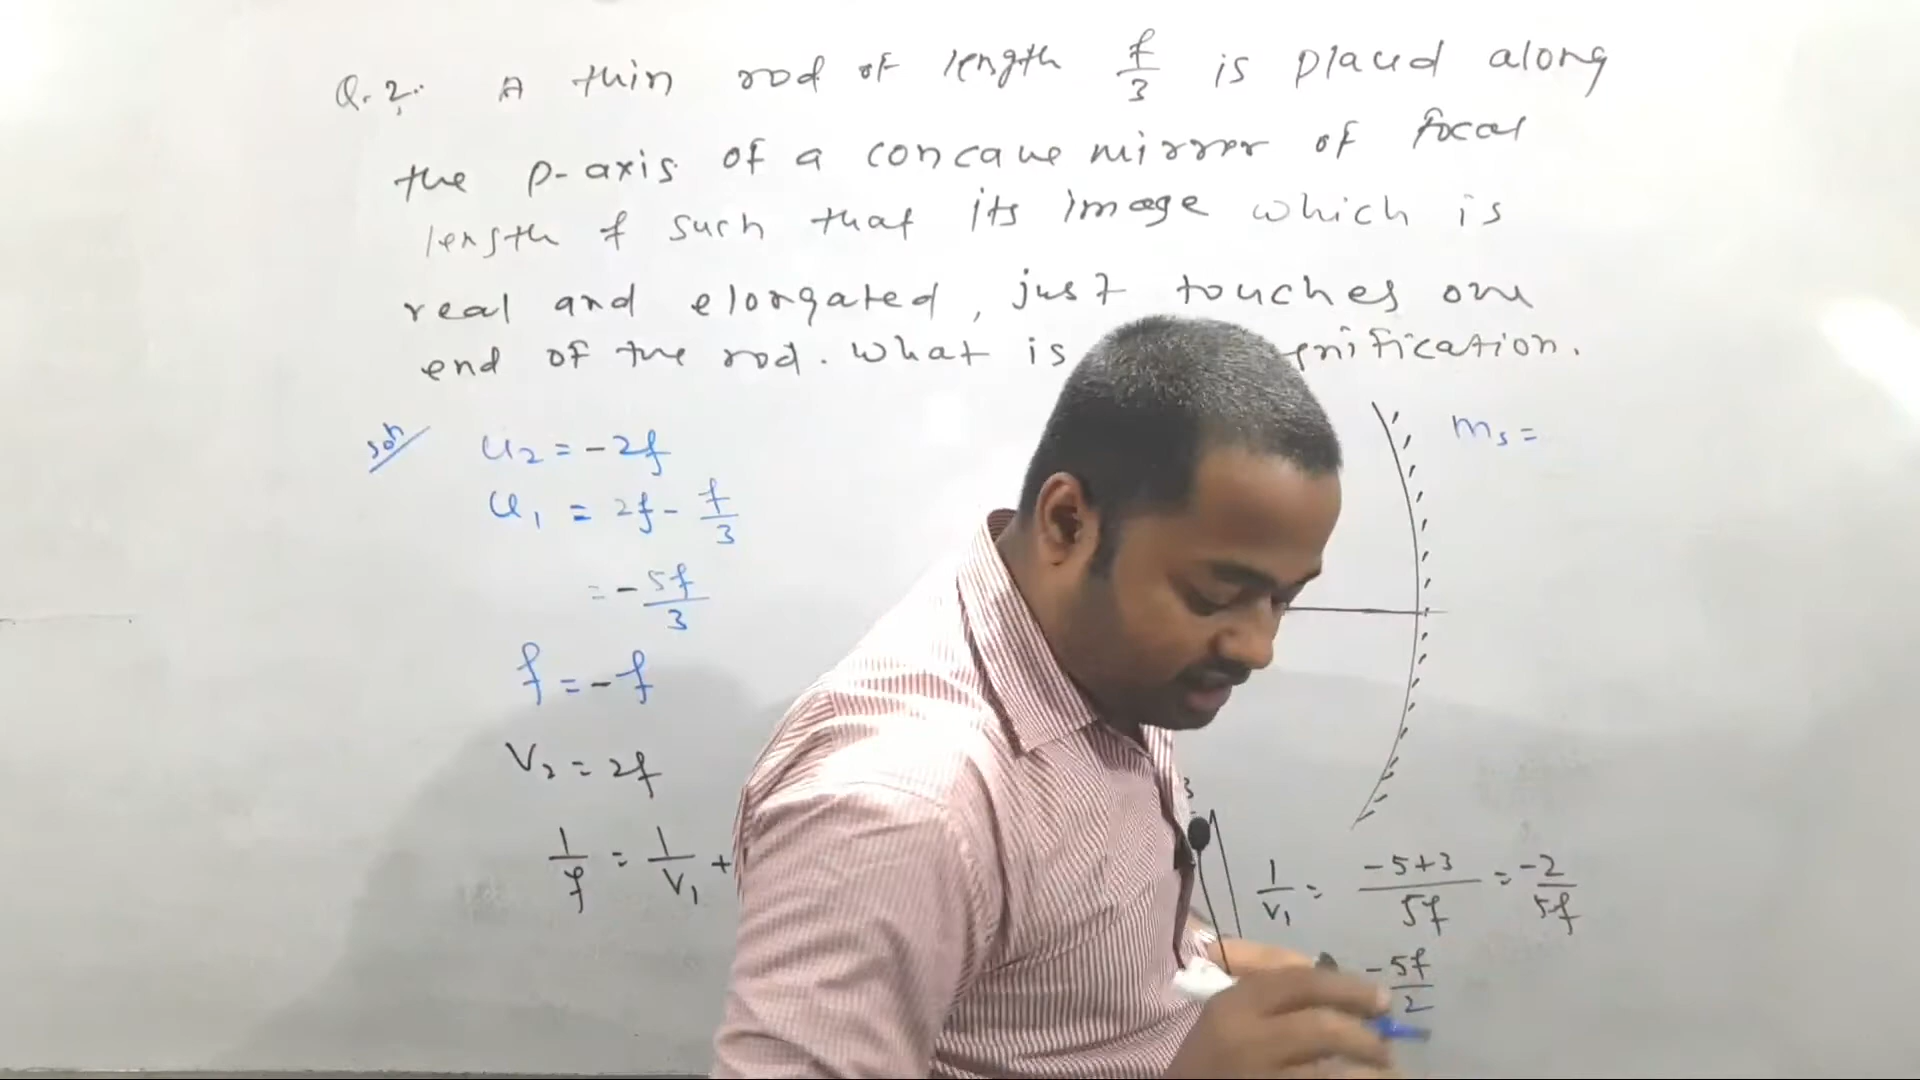 Q.2. A thin rod of length f/3 is placed along
the p-axis of a concave mirror of focal
length f such that its image which is
real and elongated, just touches one
end of the rod. What is gnification.
Soln
u₂ = -2f
u₁ = 2f - f/3
= - 5f/3
f = -f
V₂ = 2f
1/f = 1/V₁ +
mₛ =
3
1/V₁ = (-5+3)/5f = -2/5f
-5f/2